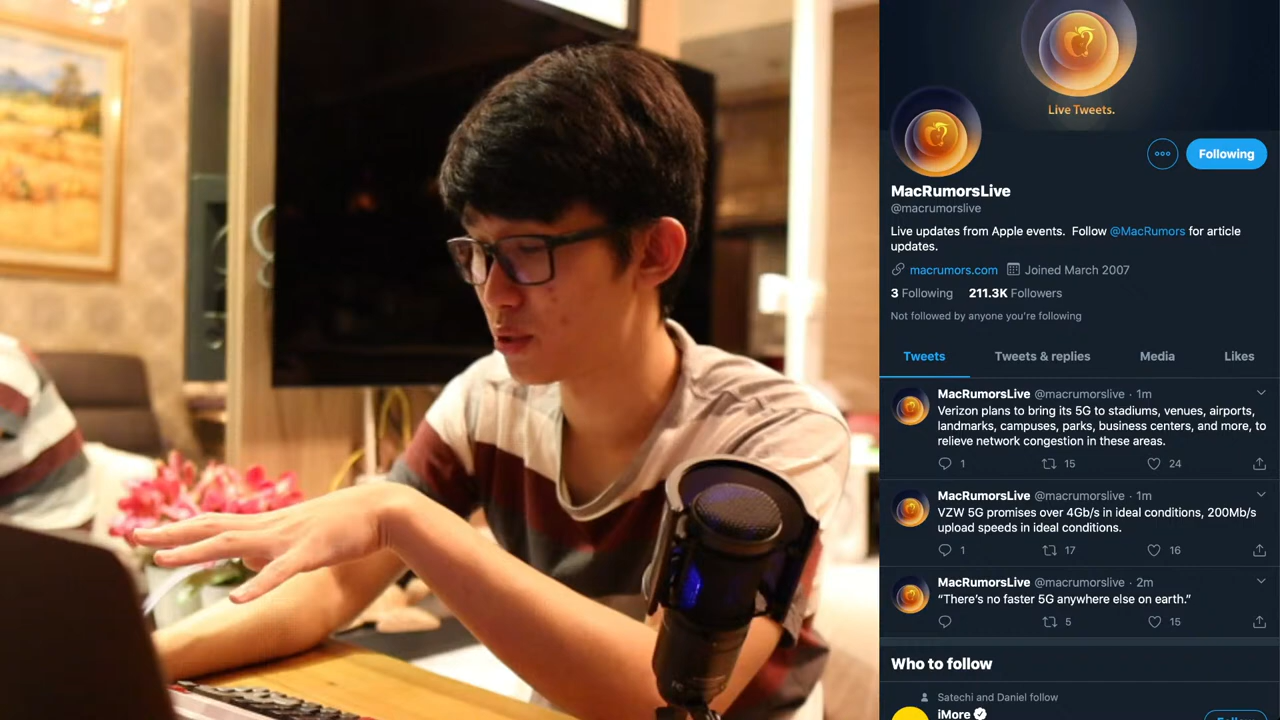 Live Tweets.
Following
MacRumorsLive
@macrumorslive
Live updates from Apple events. Follow @MacRumors for article
updates.
macrumors.com Joined March 2007
3 Following 211.3K Followers
Not followed by anyone you're following
Tweets Tweets & replies Media Likes
MacRumorsLive @macrumorslive · 1m
Verizon plans to bring its 5G to stadiums, venues, airports,
landmarks, campuses, parks, business centers, and more, to
relieve network congestion in these areas.
1 15 24
MacRumorsLive @macrumorslive · 1m
VZW 5G promises over 4Gb/s in ideal conditions, 200Mb/s
upload speeds in ideal conditions.
1 17 16
MacRumorsLive @macrumorslive · 2m
“There's no faster 5G anywhere else on earth.”
5 15
Who to follow
Satechi and Daniel follow
iMore
Follow